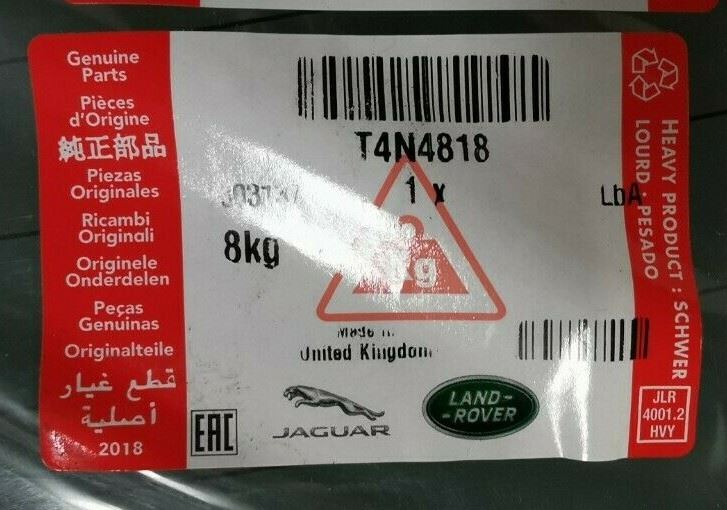 Genuine
Parts
Pièces
d'Origine
純正部品
Piezas
Originales
Ricambi
Originali
Originele
Onderdelen
Peças
Genuinas
Originalteile
قطع غيار
أصلية
2018
T4N4818
1 x
LbA
8kg
kg
Made in
United Kingdom
EAC
JAGUAR
LAND-
-ROVER
HEAVY PRODUCT : SCHWER
LOURD : PESADO
JLR
4001.2
HVY